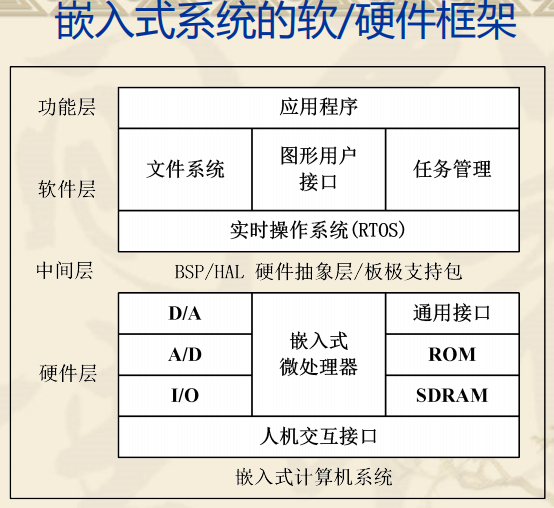 嵌入式系统的软/硬件框架
功能层
应用程序
软件层
文件系统
图形用户
接口
任务管理
实时操作系统(RTOS)
中间层
BSP/HAL 硬件抽象层/板极支持包
硬件层
D/A
A/D
I/O
嵌入式
微处理器
通用接口
ROM
SDRAM
人机交互接口
嵌入式计算机系统